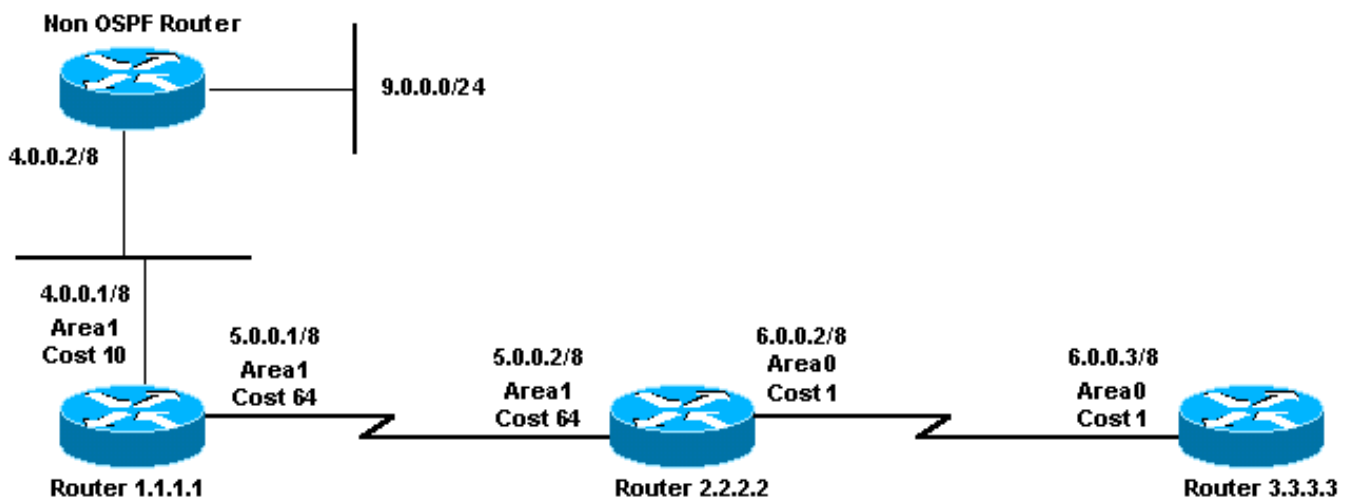 Non OSPF Router
9.0.0.0/24
4.0.0.2/8
4.0.0.1/8
Area1
Cost 10
5.0.0.1/8
Area1
Cost 64
5.0.0.2/8
Area1
Cost 64
6.0.0.2/8
Area0
Cost 1
6.0.0.3/8
Area0
Cost 1
Router 1.1.1.1
Router 2.2.2.2
Router 3.3.3.3